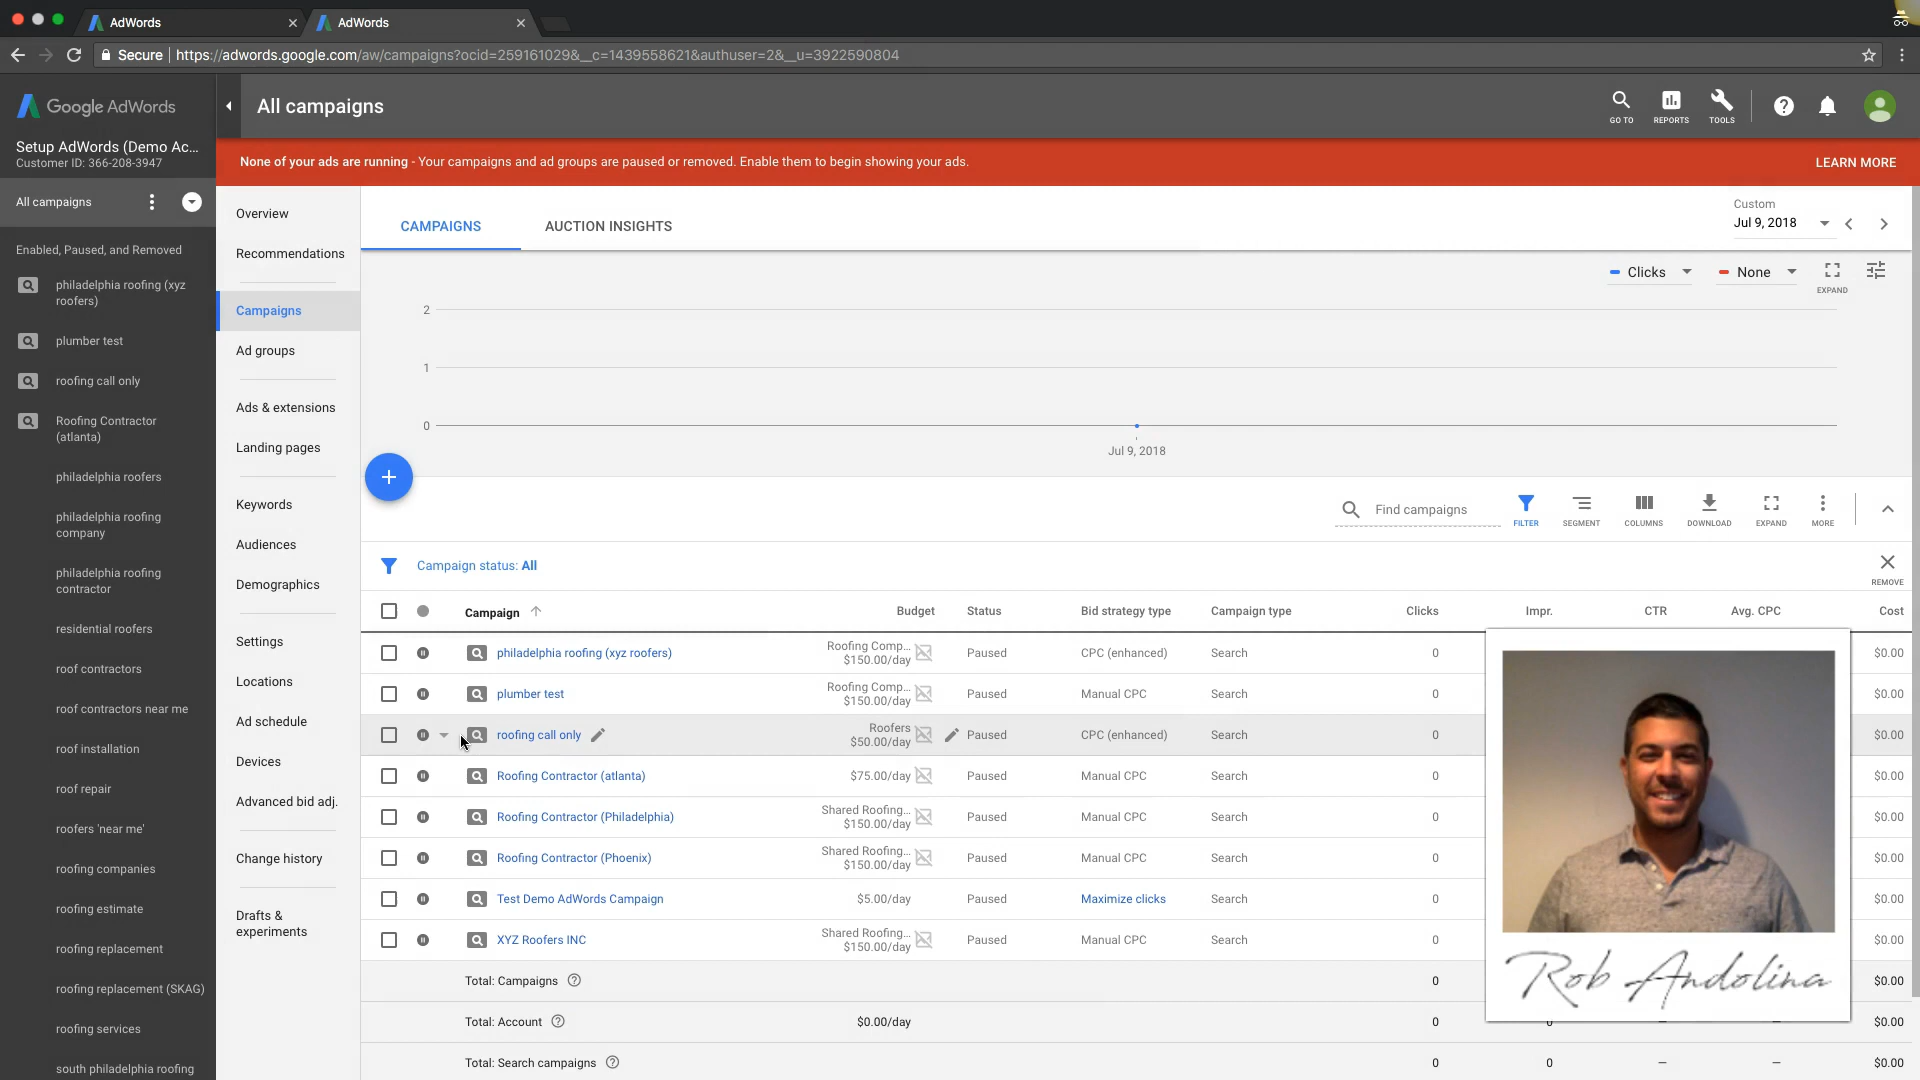 AdWords
AdWords
Secure
https://adwords.google.com/aw/campaigns?ocid=259161029&__c=1439558621&authuser=2&__u=3922590804
Google AdWords
All campaigns
GO TO
REPORTS
TOOLS
Setup AdWords (Demo Ac...
Customer ID: 366-208-3947
None of your ads are running - Your campaigns and ad groups are paused or removed. Enable them to begin showing your ads.
LEARN MORE
All campaigns
Enabled, Paused, and Removed
philadelphia roofing (xyz
roofers)
plumber test
roofing call only
Roofing Contractor
(atlanta)
philadelphia roofers
philadelphia roofing
company
philadelphia roofing
contractor
residential roofers
roof contractors
roof contractors near me
roof installation
roof repair
roofers 'near me'
roofing companies
roofing estimate
roofing replacement
roofing replacement (SKAG)
roofing services
south philadelphia roofing
Overview
Recommendations
Campaigns
Ad groups
Ads & extensions
Landing pages
Keywords
Audiences
Demographics
Settings
Locations
Ad schedule
Devices
Advanced bid adj.
Change history
Drafts &
experiments
CAMPAIGNS
AUCTION INSIGHTS
Custom
Jul 9, 2018
Clicks
None
EXPAND
2
1
0
Jul 9, 2018
Find campaigns
FILTER
SEGMENT
COLUMNS
DOWNLOAD
EXPAND
MORE
Campaign status: All
REMOVE
Campaign Budget Status Bid strategy type Campaign type Clicks Impr. CTR Avg. CPC Cost
philadelphia roofing (xyz roofers) Roofing Comp... $150.00/day Paused CPC (enhanced) Search 0 $0.00
plumber test Roofing Comp... $150.00/day Paused Manual CPC Search 0 $0.00
roofing call only Roofers $50.00/day Paused CPC (enhanced) Search 0 $0.00
Roofing Contractor (atlanta) $75.00/day Paused Manual CPC Search 0 $0.00
Roofing Contractor (Philadelphia) Shared Roofing... $150.00/day Paused Manual CPC Search 0 $0.00
Roofing Contractor (Phoenix) Shared Roofing... $150.00/day Paused Manual CPC Search 0 $0.00
Test Demo AdWords Campaign $5.00/day Paused Maximize clicks Search 0 $0.00
XYZ Roofers INC Shared Roofing... $150.00/day Paused Manual CPC Search 0 $0.00
Total: Campaigns 0 $0.00
Total: Account $0.00/day 0 0 – – $0.00
Total: Search campaigns 0 0 – – $0.00
Rob Andolina